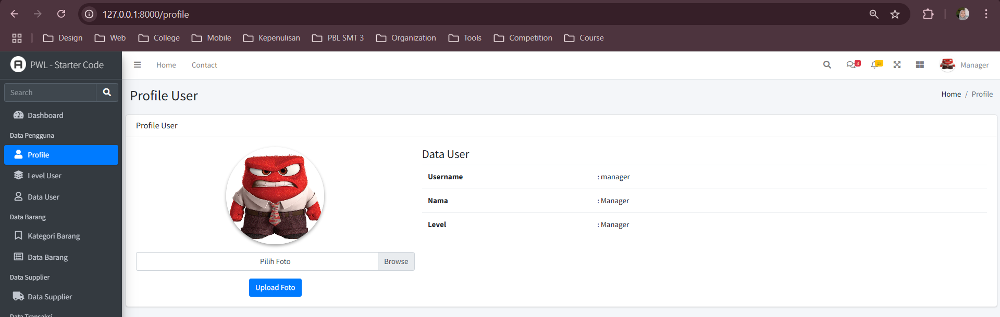 127.0.0.1:8000/profile
Design Web College Mobile Kepenulisan PBL SMT 3 Organization Tools Competition Course
PWL - Starter Code
Home Contact
3
15
Manager
Search
Dashboard
Data Pengguna
Profile
Level User
Data User
Data Barang
Kategori Barang
Data Barang
Data Supplier
Data Supplier
Data Transaksi
Profile User
Home / Profile
Profile User
Pilih Foto Browse
Upload Foto
Data User
Username : manager
Nama : Manager
Level : Manager